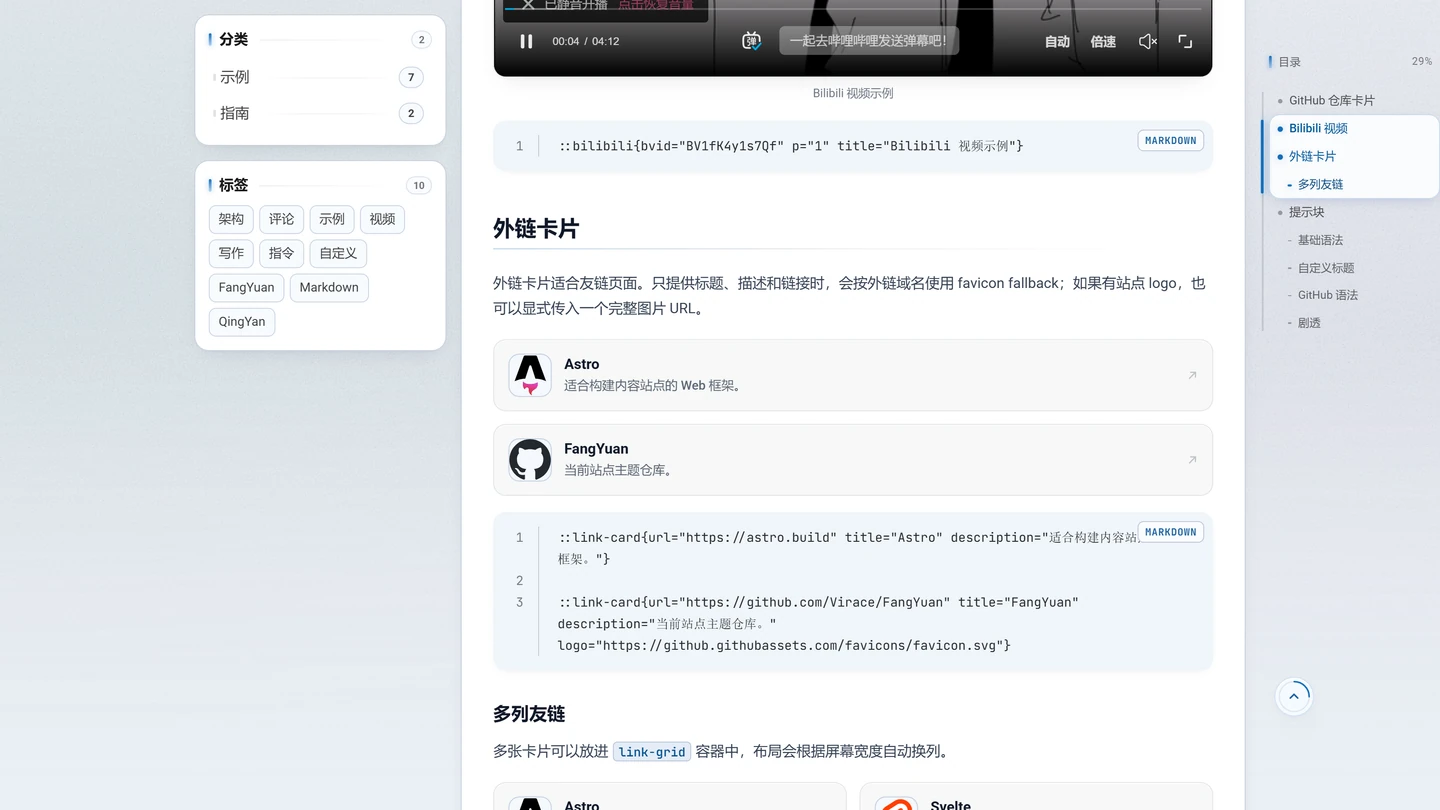 分类
2
示例
7
指南
2
标签
10
架构
评论
示例
视频
写作
指令
自定义
FangYuan
Markdown
QingYan
已静音开播 点击恢复音量
00:04 / 04:12
弹
一起去哔哩哔哩发送弹幕吧!
自动
倍速
Bilibili 视频示例
MARKDOWN
1 ::bilibili{bvid="BV1fK4y1s7Qf" p="1" title="Bilibili 视频示例"}
外链卡片
外链卡片适合友链页面。只提供标题、描述和链接时，会按外链域名使用 favicon fallback；如果有站点 logo，也
可以显式传入一个完整图片 URL。
Astro
适合构建内容站点的 Web 框架。
FangYuan
当前站点主题仓库。
MARKDOWN
1 ::link-card{url="https://astro.build" title="Astro" description="适合构建内容站
框架。"}
2
3 ::link-card{url="https://github.com/Virace/FangYuan" title="FangYuan"
description="当前站点主题仓库。"
logo="https://github.githubassets.com/favicons/favicon.svg"}
多列友链
多张卡片可以放进 link-grid 容器中，布局会根据屏幕宽度自动换列。
Astro
Svelte
目录
29%
GitHub 仓库卡片
Bilibili 视频
外链卡片
多列友链
提示块
基础语法
自定义标题
GitHub 语法
剧透